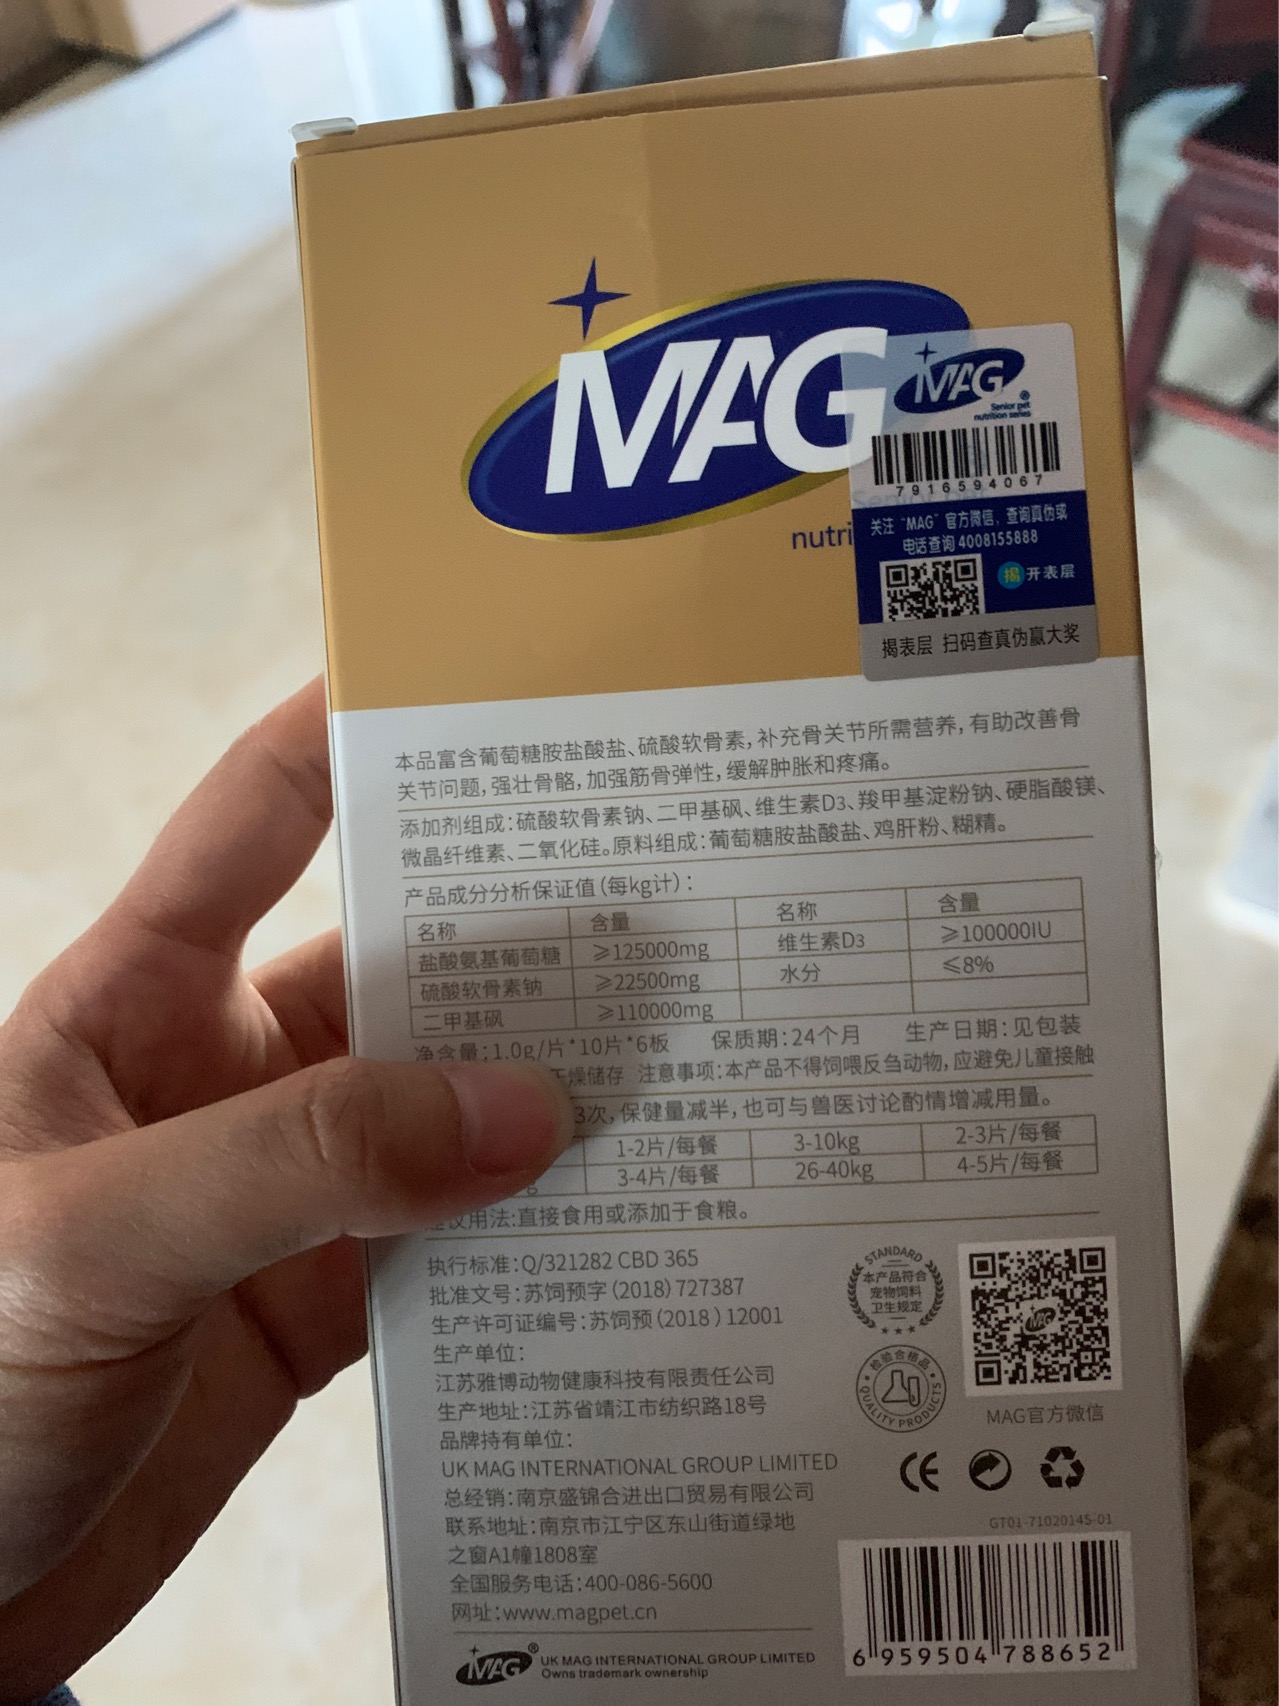 MAG
nutri
MAG
®
Senior pet
nutrition series
7916594067
关注“MAG”官方微信，查询真伪或
电话查询 4008155888
揭开表层
揭表层 扫码查真伪赢大奖
本品富含葡萄糖胺盐酸盐、硫酸软骨素，补充骨关节所需营养，有助改善骨
关节问题，强壮骨骼，加强筋骨弹性，缓解肿胀和疼痛。
添加剂组成：硫酸软骨素钠、二甲基砜、维生素D3、羧甲基淀粉钠、硬脂酸镁、
微晶纤维素、二氧化硅。原料组成：葡萄糖胺盐酸盐、鸡肝粉、糊精。
产品成分分析保证值（每kg计）：
名称 含量 名称 含量
盐酸氨基葡萄糖 ≥125000mg 维生素D3 ≥100000IU
硫酸软骨素钠 ≥22500mg 水分 ≤8%
二甲基砜 ≥110000mg
净含量：1.0g/片*10片*6板 保质期：24个月 生产日期：见包装
干燥储存 注意事项：本产品不得饲喂反刍动物，应避免儿童接触
3次，保健量减半，也可与兽医讨论酌情增减用量。
1-2片/每餐 3-10kg 2-3片/每餐
g 3-4片/每餐 26-40kg 4-5片/每餐
建议用法：直接食用或添加于食粮。
执行标准：Q/321282 CBD 365
批准文号：苏饲预字（2018）727387
生产许可证编号：苏饲预（2018）12001
生产单位：
江苏雅博动物健康科技有限责任公司
生产地址：江苏省靖江市纺织路18号
品牌持有单位：
UK MAG INTERNATIONAL GROUP LIMITED
总经销：南京盛锦合进出口贸易有限公司
联系地址：南京市江宁区东山街道绿地
之窗A1幢1808室
全国服务电话：400-086-5600
网址：www.magpet.cn
MAG®
UK MAG INTERNATIONAL GROUP LIMITED
Owns trademark ownership
STANDARD
本产品符合
宠物饲料
卫生规定
检验合格品
QUALITY PRODUCTS
MAG
MAG官方微信
CE
GT01-71020145-01
6 959504 788652